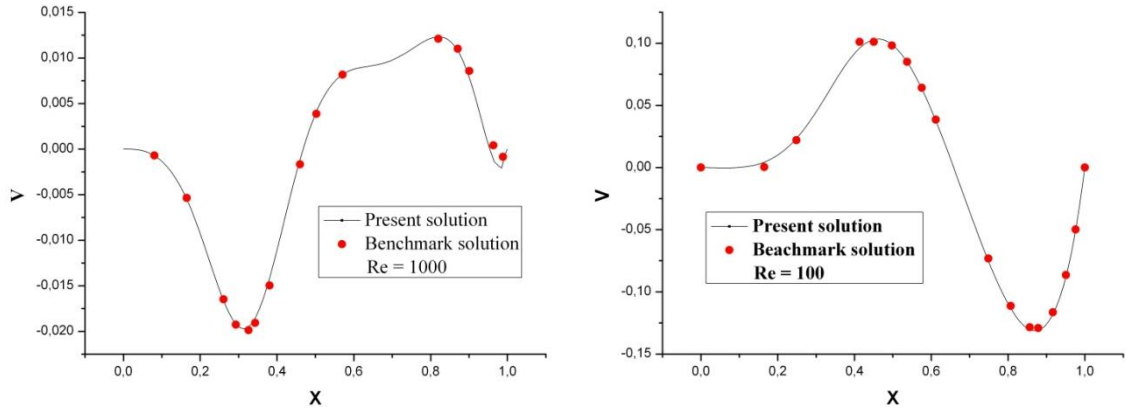 0,015
0,010
0,005
0,000
-0,005
-0,010
-0,015
-0,020
V
Present solution
Benchmark solution
Re = 1000
0,0 0,2 0,4 0,6 0,8 1,0
X
0,10
0,05
0,00
-0,05
-0,10
-0,15
V
Present solution
Beachmark solution
Re = 100
0,0 0,2 0,4 0,6 0,8 1,0
X